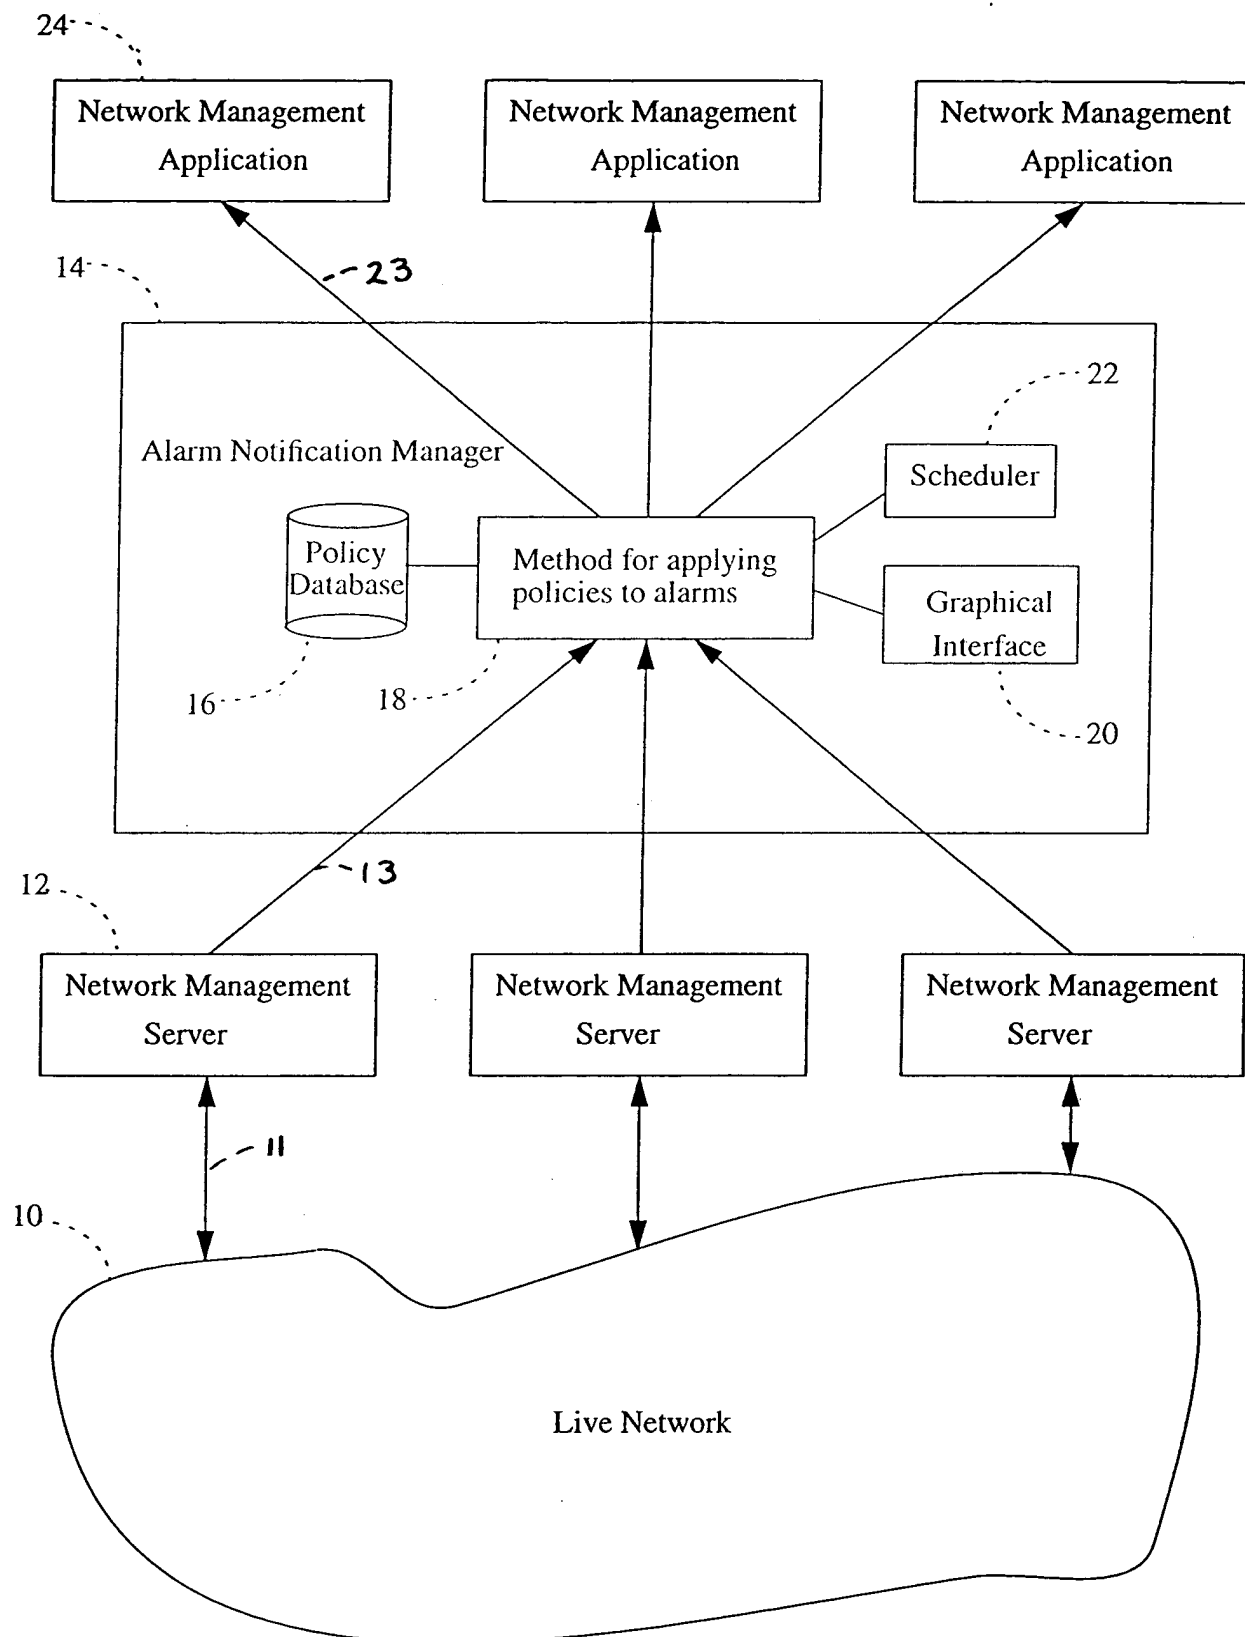 24
Network Management
Application
Network Management
Application
Network Management
Application
23
14
22
Alarm Notification Manager
Scheduler
Policy
Database
Method for applying
policies to alarms
Graphical
Interface
16
18
20
13
12
Network Management
Server
Network Management
Server
Network Management
Server
11
10
Live Network